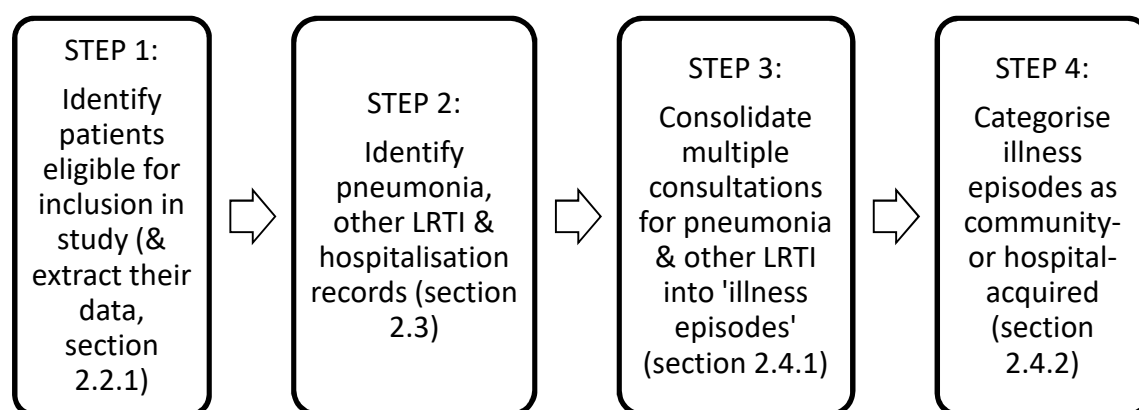 STEP 1:
Identify
patients
eligible for
inclusion in
study (&
extract their
data,
section
2.2.1)
STEP 2:
Identify
pneumonia,
other LRTI &
hospitalisation
records (section
2.3)
STEP 3:
Consolidate
multiple
consultations
for pneumonia
& other LRTI
into 'illness
episodes'
(section 2.4.1)
STEP 4:
Categorise
illness
episodes as
community-
or hospital-
acquired
(section
2.4.2)